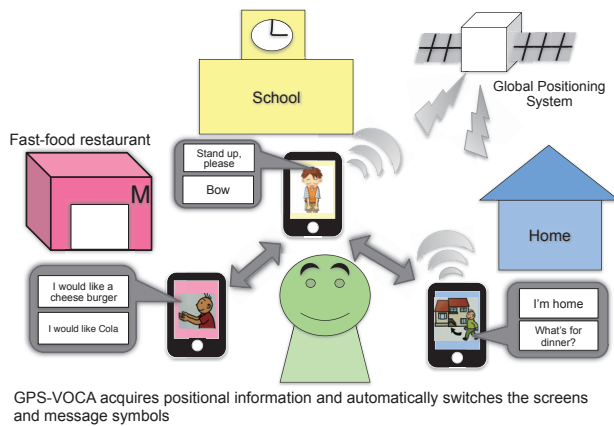 School
Global Positioning
System
Fast-food restaurant
M
Stand up,
please
Bow
Home
I would like a
cheese burger
I would like Cola
I'm home
What's for
dinner?
GPS-VOCA acquires positional information and automatically switches the screens
and message symbols